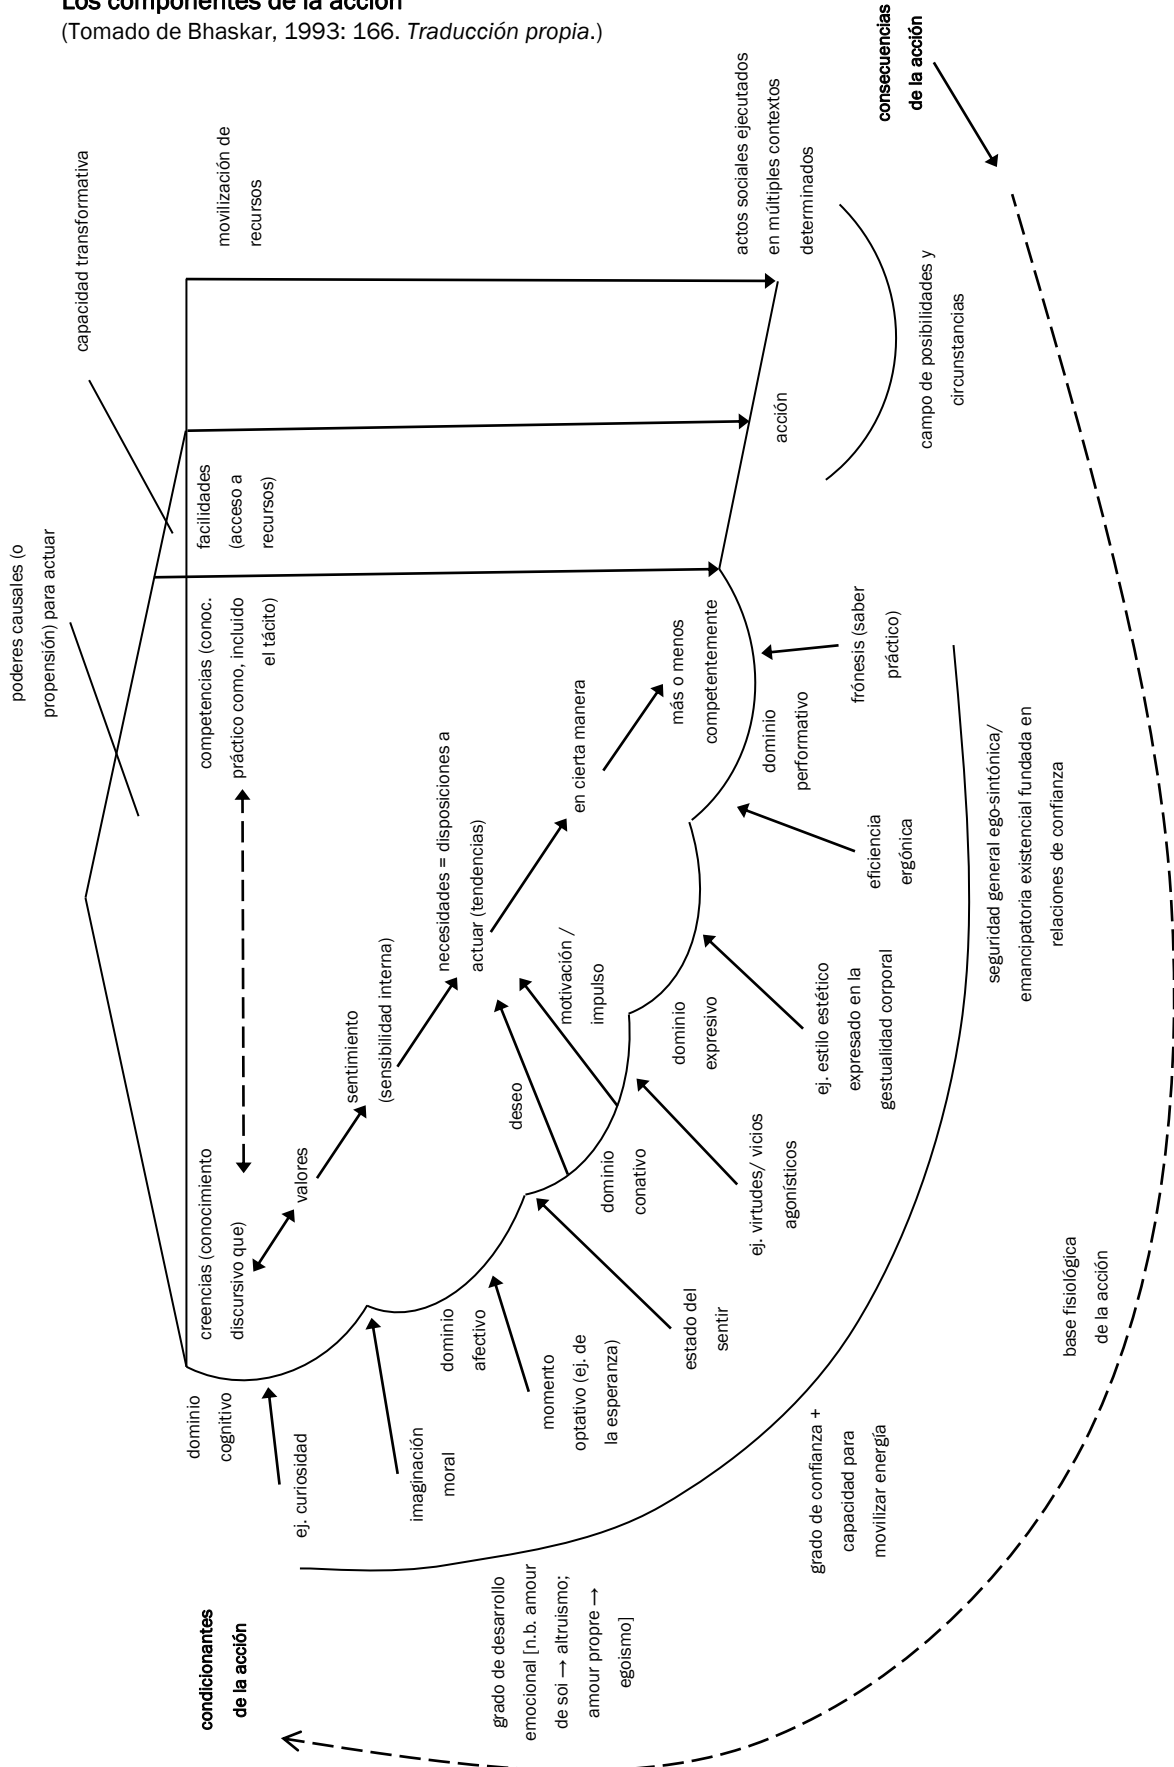 Los componentes de la acción
(Tomado de Bhaskar, 1993: 166. Traducción propia.)
condicionantes
de la acción
dominio
cognitivo
ej. curiosidad
imaginación
moral
grado de desarrollo
emocional [n.b. amour
de soi → altruismo;
amour propre →
egoismo]
creencias (conocimiento
discursivo que)
valores
sentimiento
(sensibilidad interna)
necesidades = disposiciones a
actuar (tendencias)
en cierta manera
más o menos
competentemente
competencias (conoc.
práctico como, incluido
el tácito)
facilidades
(acceso a
recursos)
poderes causales (o
propensión) para actuar
capacidad transformativa
movilización de
recursos
dominio
afectivo
momento
optativo (ej. de
la esperanza)
estado del
sentir
deseo
motivación /
impulso
dominio
conativo
ej. virtudes/ vicios
agonísticos
dominio
expresivo
ej. estilo estético
expresado en la
gestualidad corporal
dominio
performativo
eficiencia
ergónica
frónesis (saber
práctico)
acción
actos sociales ejecutados
en múltiples contextos
determinados
campo de posibilidades y
circunstancias
consecuencias
de la acción
grado de confianza +
capacidad para
movilizar energía
seguridad general ego-sintónica/
emancipatoria existencial fundada en
relaciones de confianza
base fisiológica
de la acción